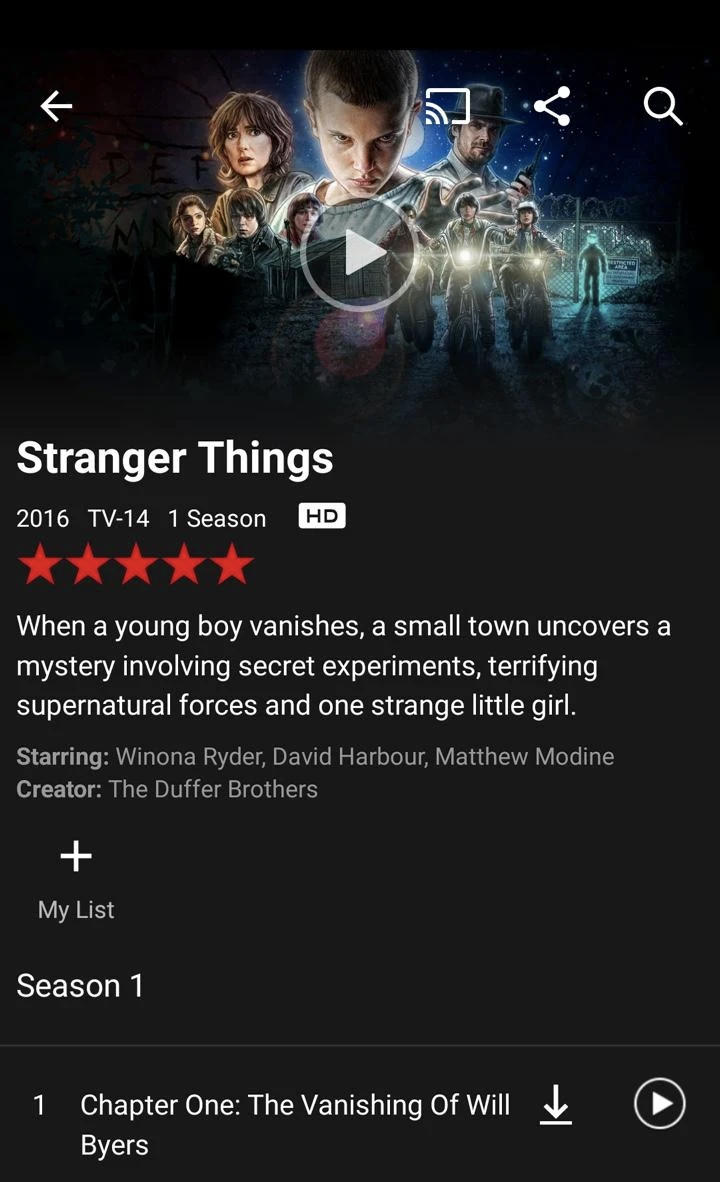 Stranger Things
2016 TV-14 1 Season HD
When a young boy vanishes, a small town uncovers a
mystery involving secret experiments, terrifying
supernatural forces and one strange little girl.
Starring: Winona Ryder, David Harbour, Matthew Modine
Creator: The Duffer Brothers
My List
Season 1
1 Chapter One: The Vanishing Of Will
Byers